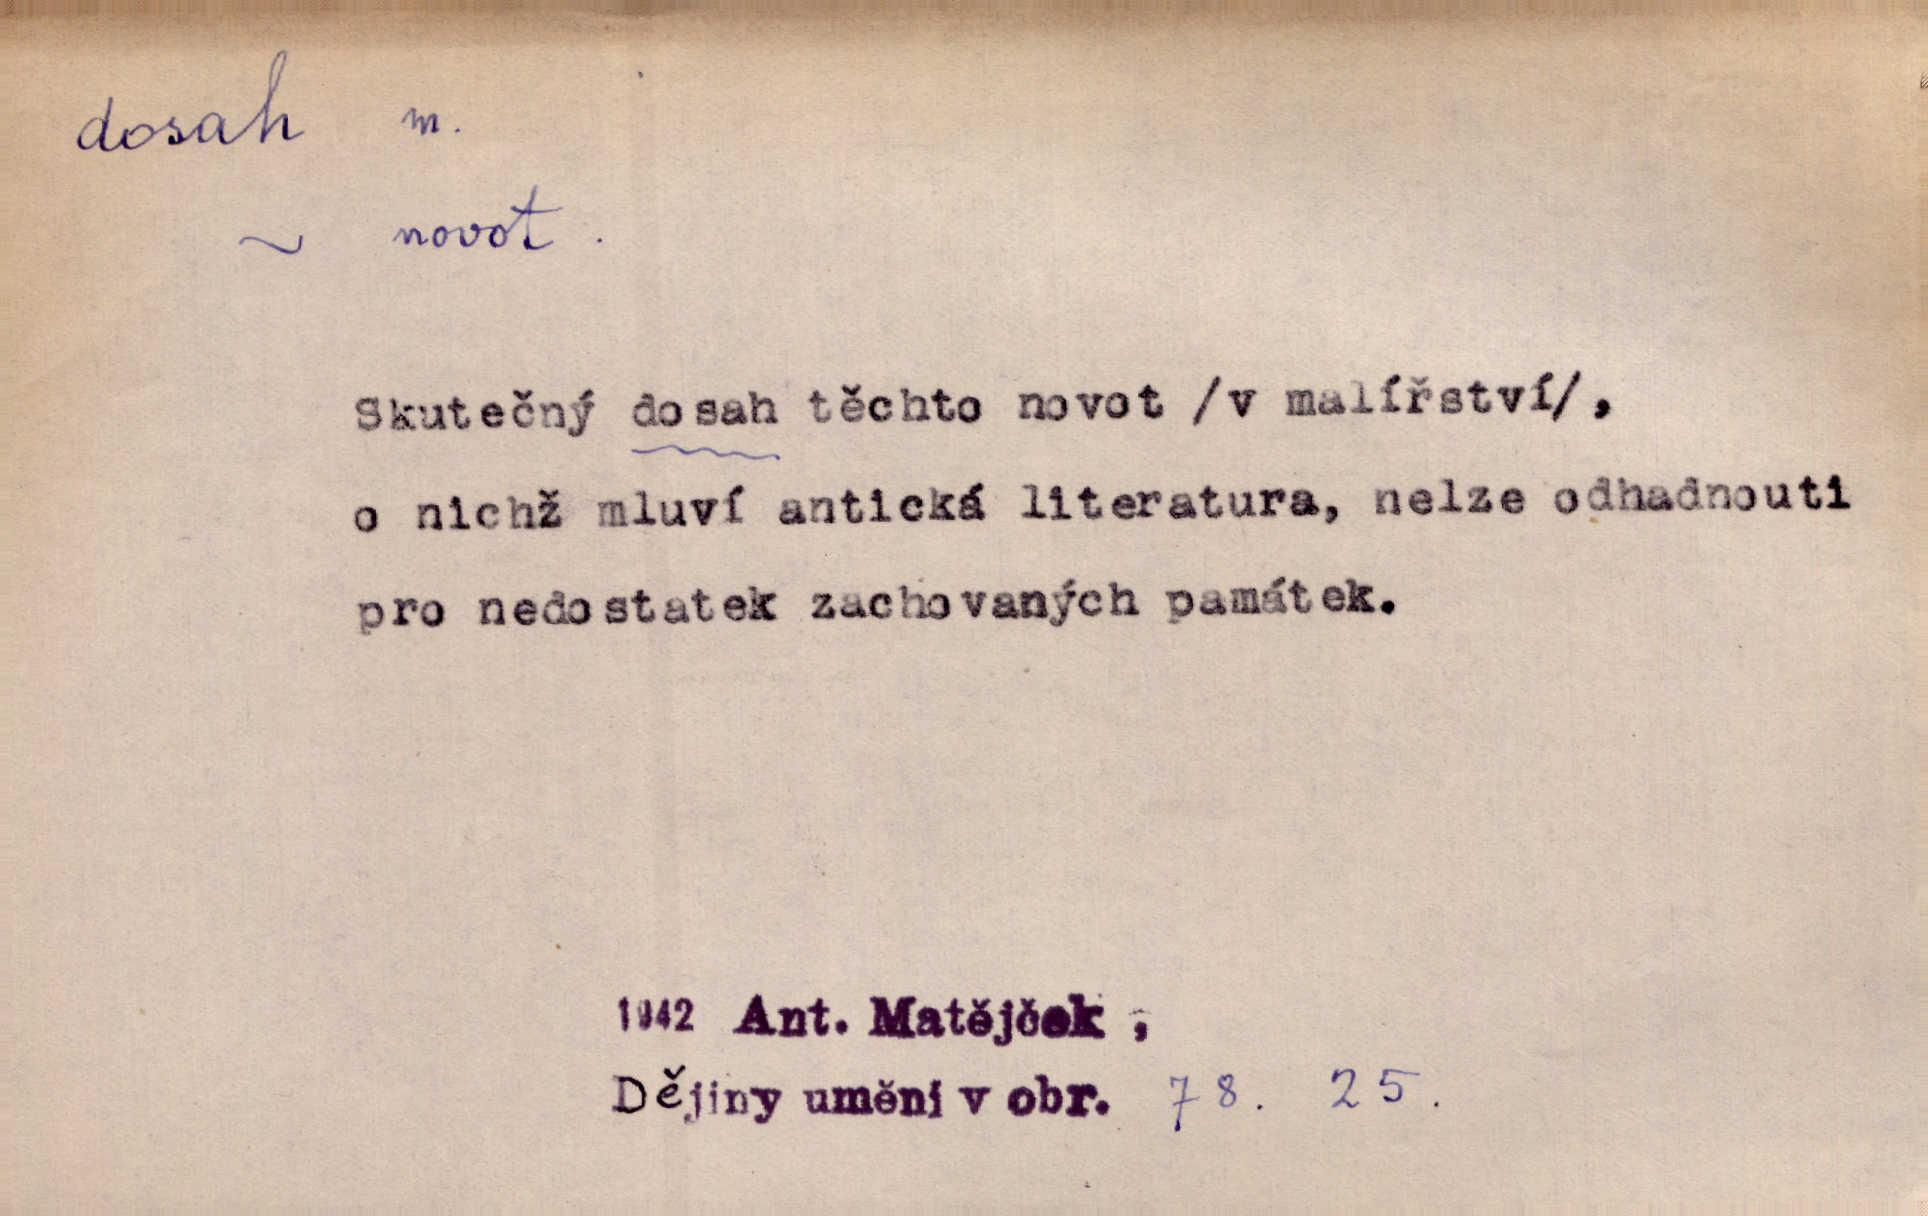 dosah m.
~ novot.
Skutečný dosah těchto novot /v malířství/,
o nichž mluví antická literatura, nelze odhadnouti
pro nedostatek zachovaných památek.
1942 Ant. Matějček,
Dějiny umění v obr. 78. 25.